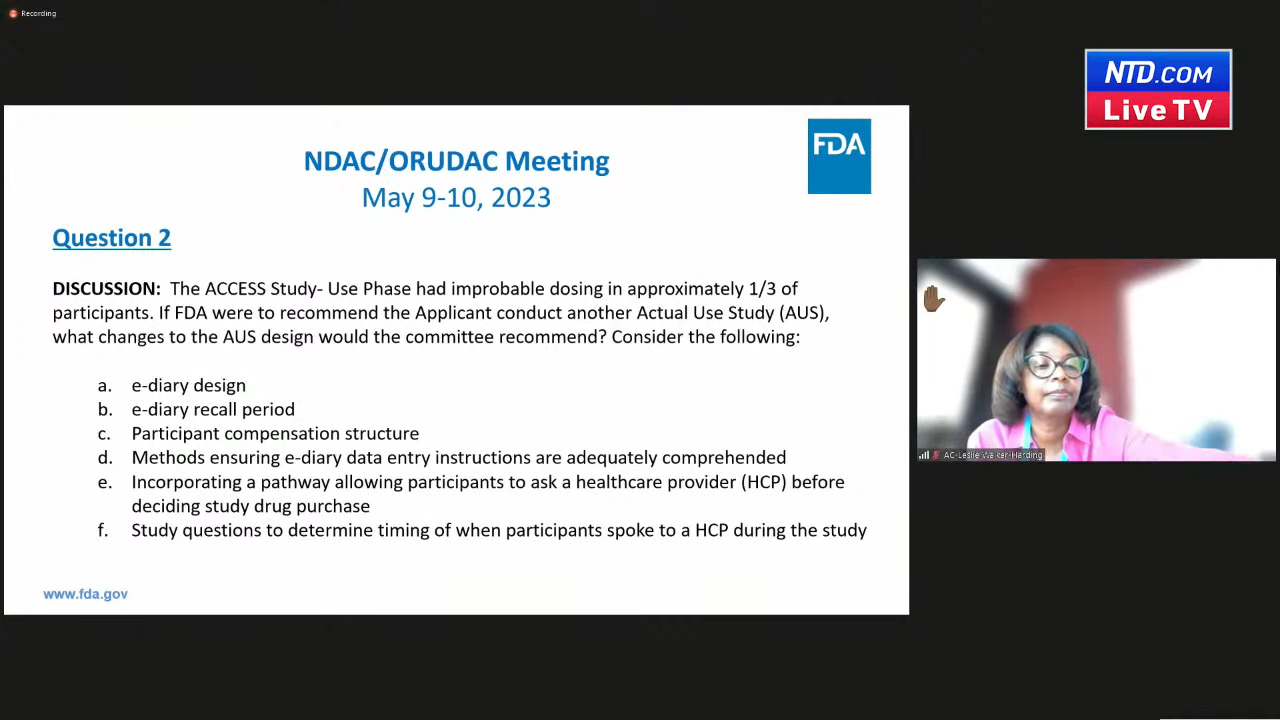 Recording
NTD.COM
Live TV
FDA
NDAC/ORUDAC Meeting
May 9-10, 2023
Question 2
DISCUSSION: The ACCESS Study- Use Phase had improbable dosing in approximately 1/3 of
participants. If FDA were to recommend the Applicant conduct another Actual Use Study (AUS),
what changes to the AUS design would the committee recommend? Consider the following:
a. e-diary design
b. e-diary recall period
c. Participant compensation structure
d. Methods ensuring e-diary data entry instructions are adequately comprehended
e. Incorporating a pathway allowing participants to ask a healthcare provider (HCP) before
deciding study drug purchase
f. Study questions to determine timing of when participants spoke to a HCP during the study
www.fda.gov
AC-Leslie Walker-Harding